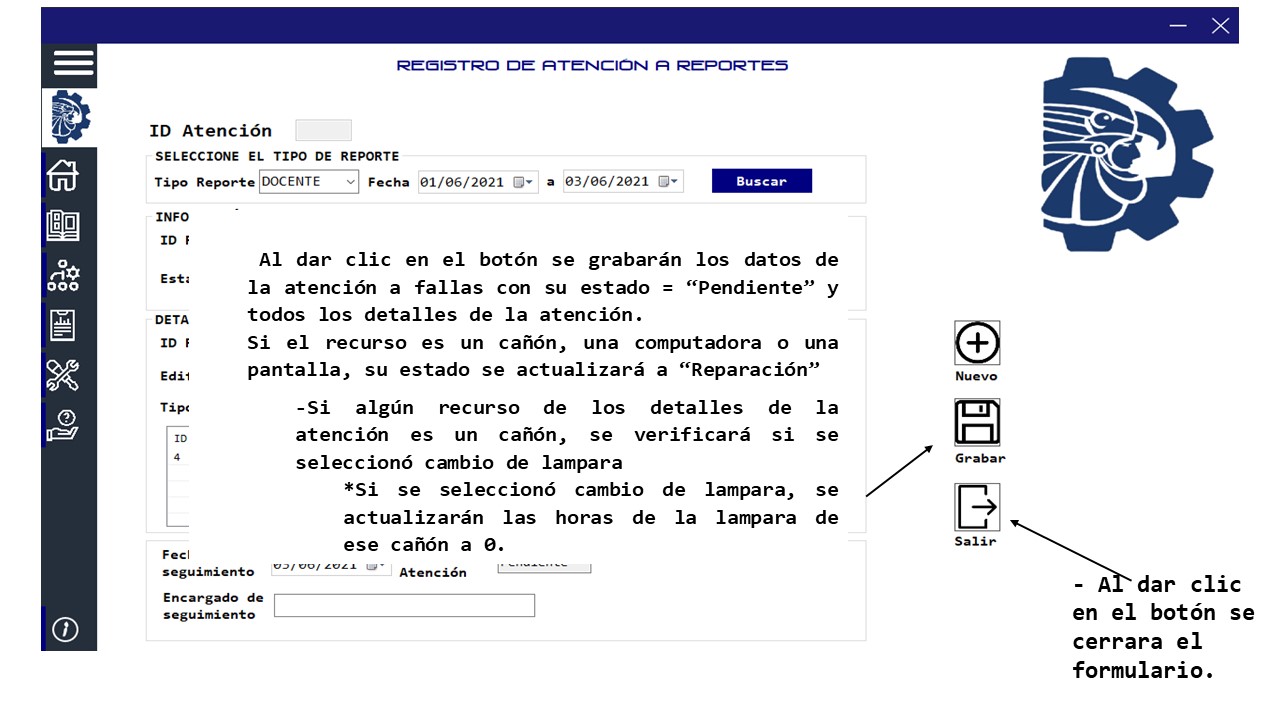 REGISTRO DE ATENCIÓN A REPORTES
ID Atención
SELECCIONE EL TIPO DE REPORTE
Tipo Reporte DOCENTE Fecha 01/06/2021 a 03/06/2021 Buscar
INFO
ID
Al dar clic en el botón se grabarán los datos de
la atención a fallas con su estado = “Pendiente” y
todos los detalles de la atención.
Si el recurso es un cañón, una computadora o una
pantalla, su estado se actualizará a “Reparación”
-Si algún recurso de los detalles de la
atención es un cañón, se verificará si se
seleccionó cambio de lampara
*Si se seleccionó cambio de lampara, se
actualizarán las horas de la lampara de
ese cañón a 0.
DETA
ID
ID
4
seguimiento 03/06/2021 Atención Pendiente
Encargado de
seguimiento
Nuevo
Grabar
Salir
- Al dar clic
en el botón se
cerrara el
formulario.